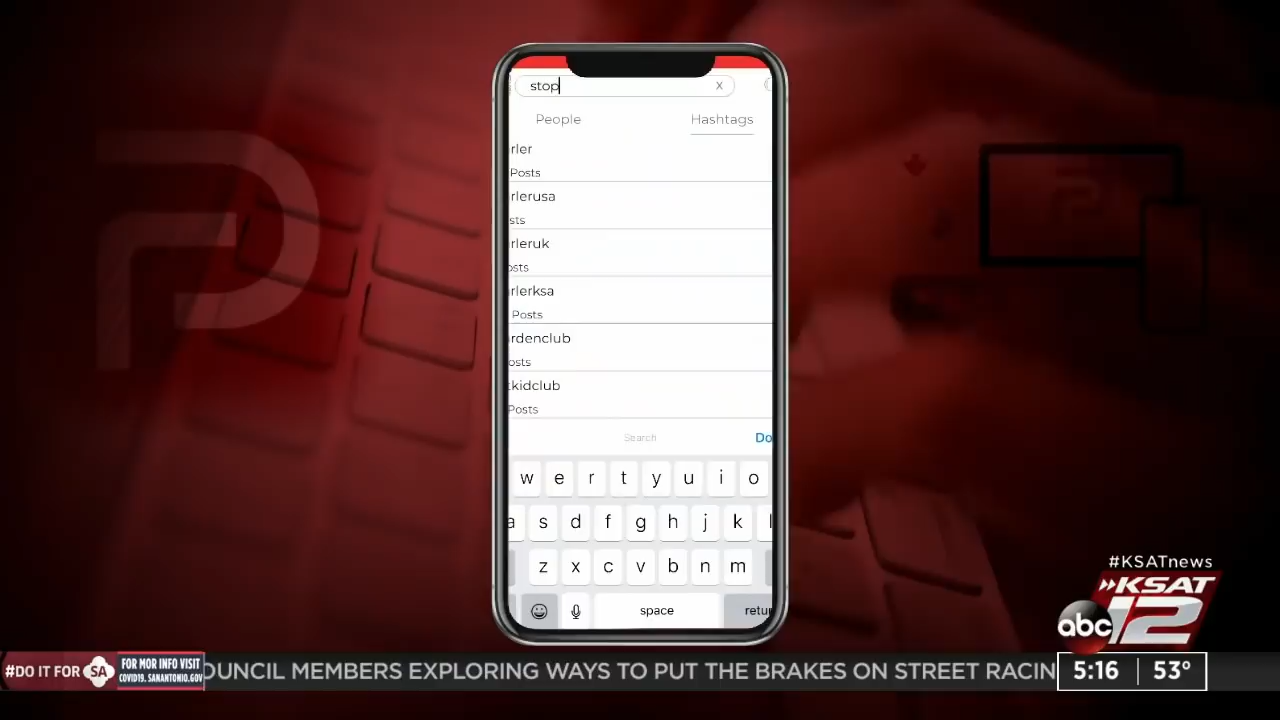 stop
x
People
Hashtags
rler
Posts
rlerusa
sts
rleruk
osts
rlerksa
Posts
rdenclub
osts
kidclub
Posts
Search
Do
w e r t y u i o
a s d f g h j k l
z x c v b n m
space
retur
#KSATnews
KSAT
abc 12
#DO IT FOR SA
FOR MOR INFO VISIT
COVID19.SANANTONIO.GOV
OUNCIL MEMBERS EXPLORING WAYS TO PUT THE BRAKES ON STREET RACIN
5:16
53°